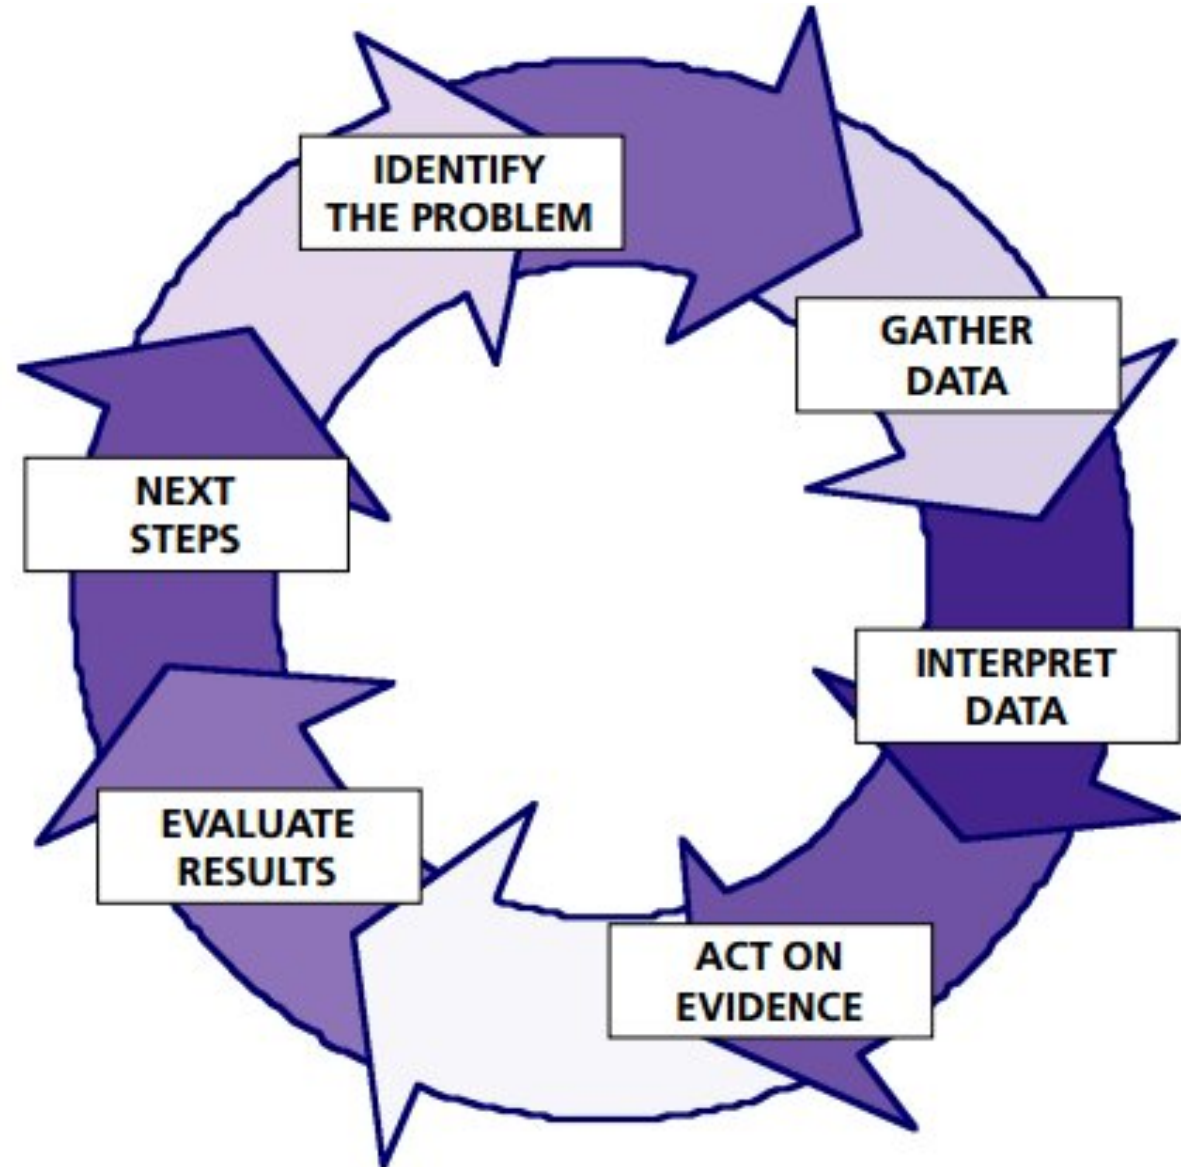 IDENTIFY
THE PROBLEM
GATHER
DATA
INTERPRET
DATA
ACT ON
EVIDENCE
EVALUATE
RESULTS
NEXT
STEPS